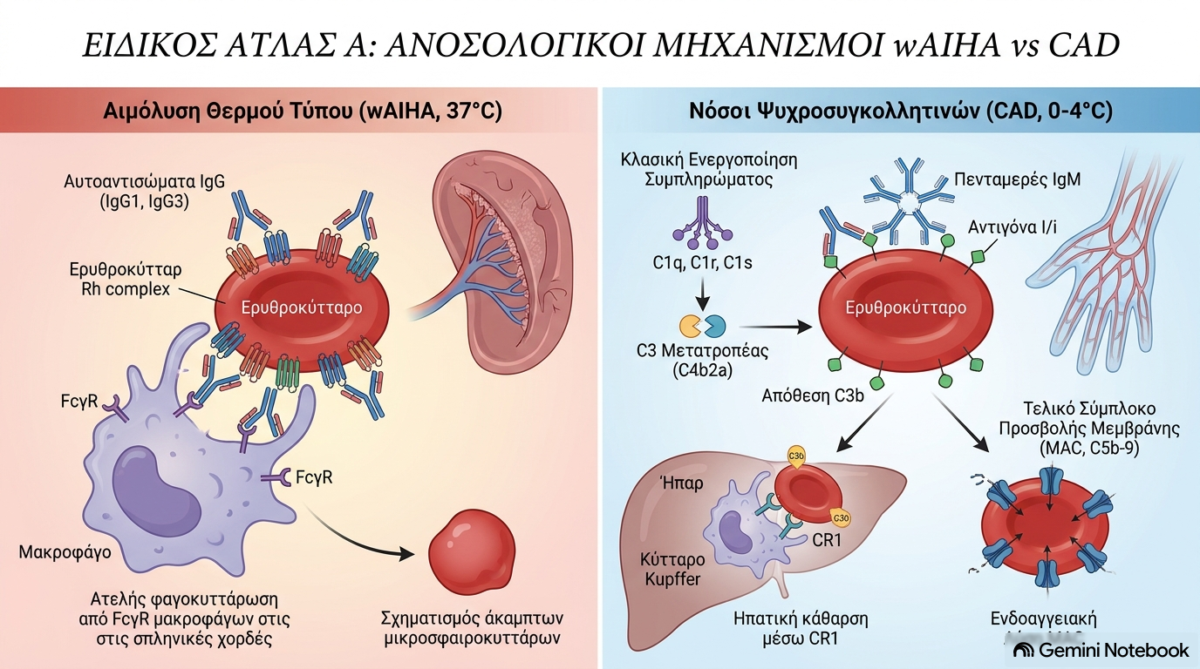 ΕΙΔΙΚΟΣ ΑΤΛΑΣ Α: ΑΝΟΣΟΛΟΓΙΚΟΙ ΜΗΧΑΝΙΣΜΟΙ wAIHA vs CAD
Αιμόλυση Θερμού Τύπου (wAIHA, 37°C)
Αυτοαντισώματα IgG
(IgG1, IgG3)
Ερυθροκύτταρ
Rh complex
Ερυθροκύτταρο
FcγR
FcγR
Μακροφάγο
Ατελής φαγοκυττάρωση
από FcγR μακροφάγων στις
στις σπληνικές χορδές
Σχηματισμός άκαμπτων
μικροσφαιροκυττάρων
Νόσοι Ψυχροσυγκολλητινών (CAD, 0-4°C)
Κλασική Ενεργοποίηση
Συμπληρώματος
C1q, C1r, C1s
C3 Μετατροπέας
(C4b2a)
Πενταμερές IgM
Αντιγόνα I/i
Ερυθροκύτταρο
Απόθεση C3b
Ήπαρ
C3b
C30
CR1
Κύτταρο
Kupffer
Ηπατική κάθαρση
μέσω CR1
Τελικό Σύμπλοκο
Προσβολής Μεμβράνης
(MAC, C5b-9)
Ενδοαγγειακή
Gemini Notebook